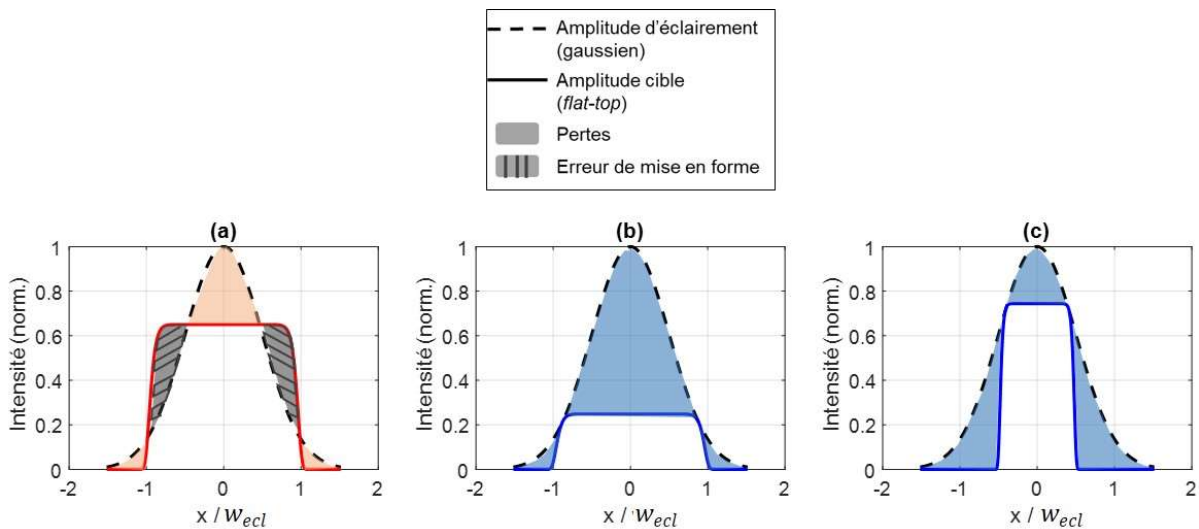 Amplitude d'éclairement
(gaussien)
Amplitude cible
(flat-top)
Pertes
Erreur de mise en forme
(a)
(b)
(c)
Intensité (norm.)
1
0.8
0.6
0.4
0.2
0
-2
-1
0
1
2
x / w_ecl
Intensité (norm.)
1
0.8
0.6
0.4
0.2
0
-2
-1
0
1
2
x / w_ecl
Intensité (norm.)
1
0.8
0.6
0.4
0.2
0
-2
-1
0
1
2
x / w_ecl